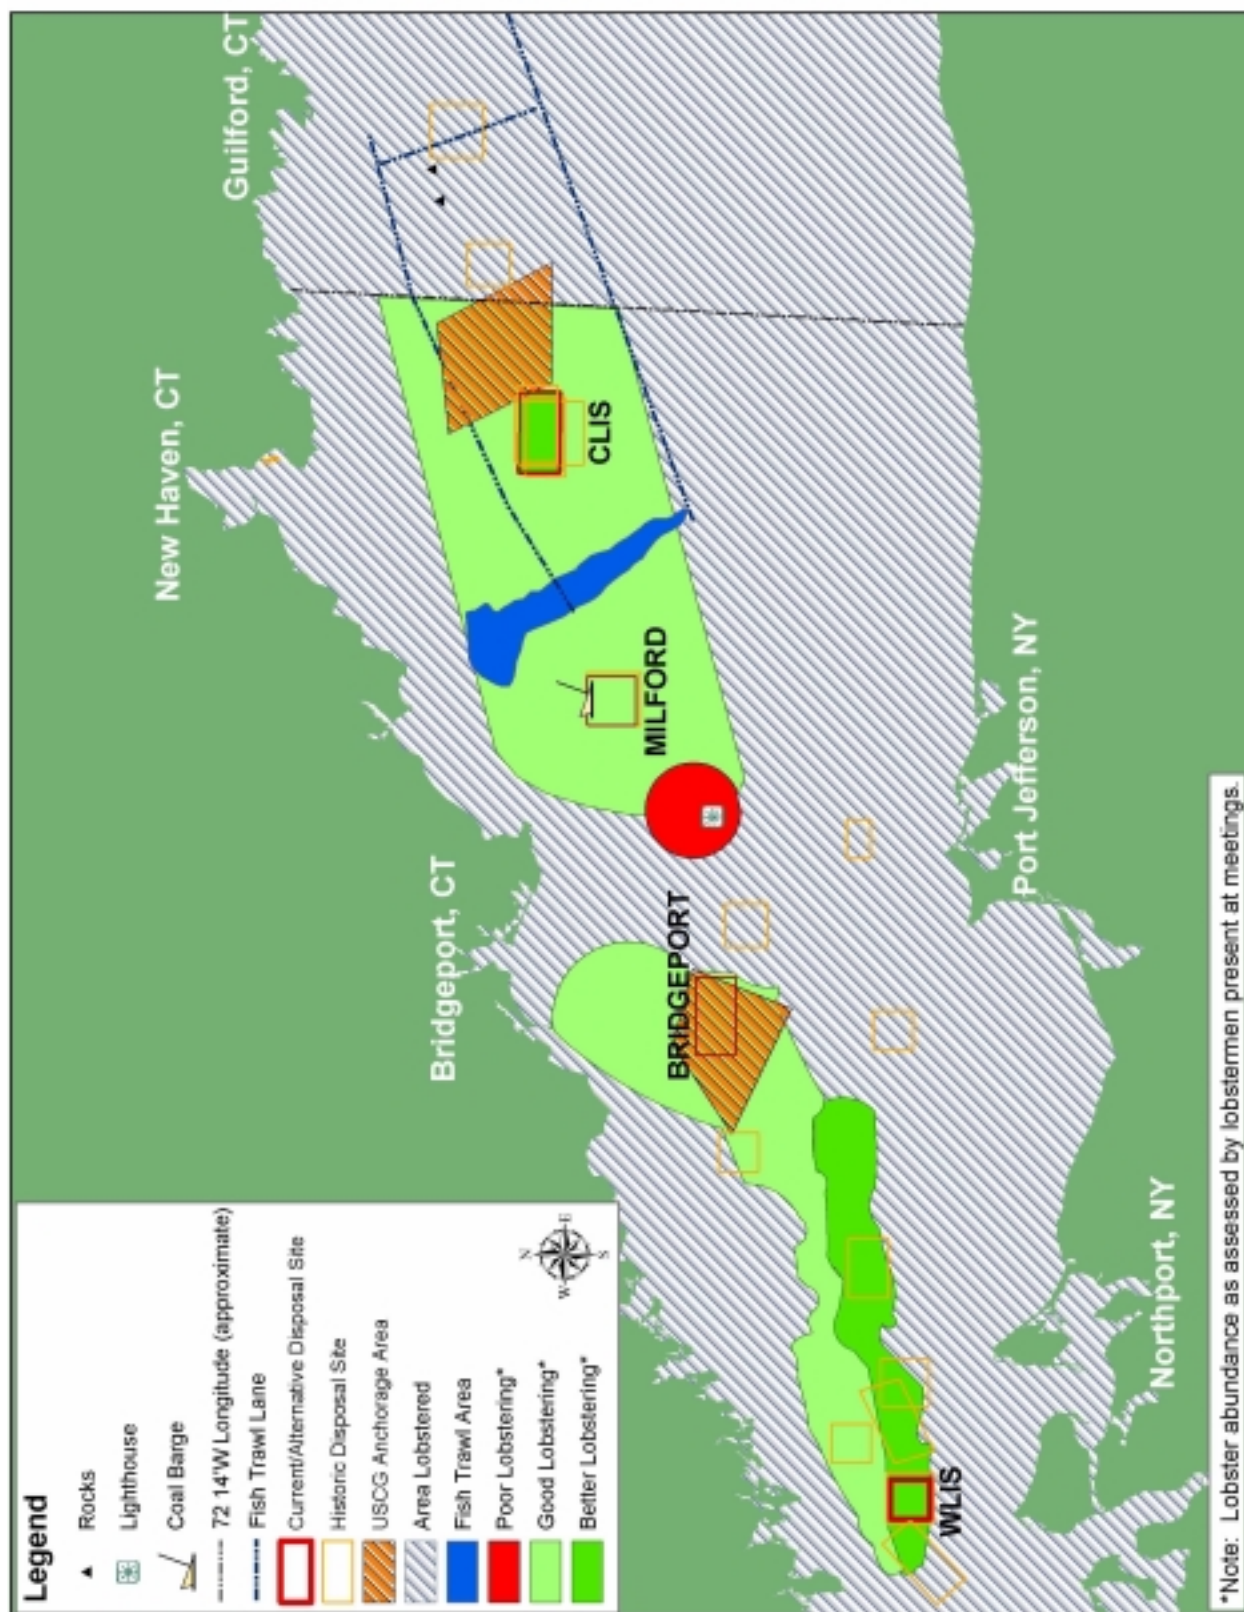 Legend
Rocks
Lighthouse
Coal Barge
72 14'W Longitude (approximate)
Fish Trawl Lane
Current/Alternative Disposal Site
Historic Disposal Site
USCG Anchorage Area
Area Lobstered
Fish Trawl Area
Poor Lobstering*
Good Lobstering*
Better Lobstering*
N
W E
S
Bridgeport, CT
New Haven, CT
Guilford, CT
BRIDGEPORT
MILFORD
CLIS
WLIS
Northport, NY
Port Jefferson, NY
*Note: Lobster abundance as assessed by lobstermen present at meetings.